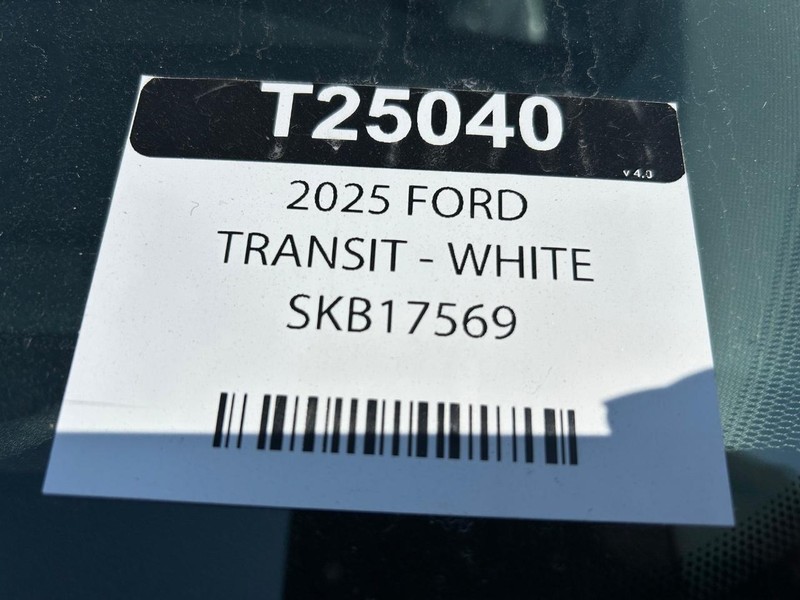 T25040
v 4.0
2025 FORD
TRANSIT - WHITE
SKB17569